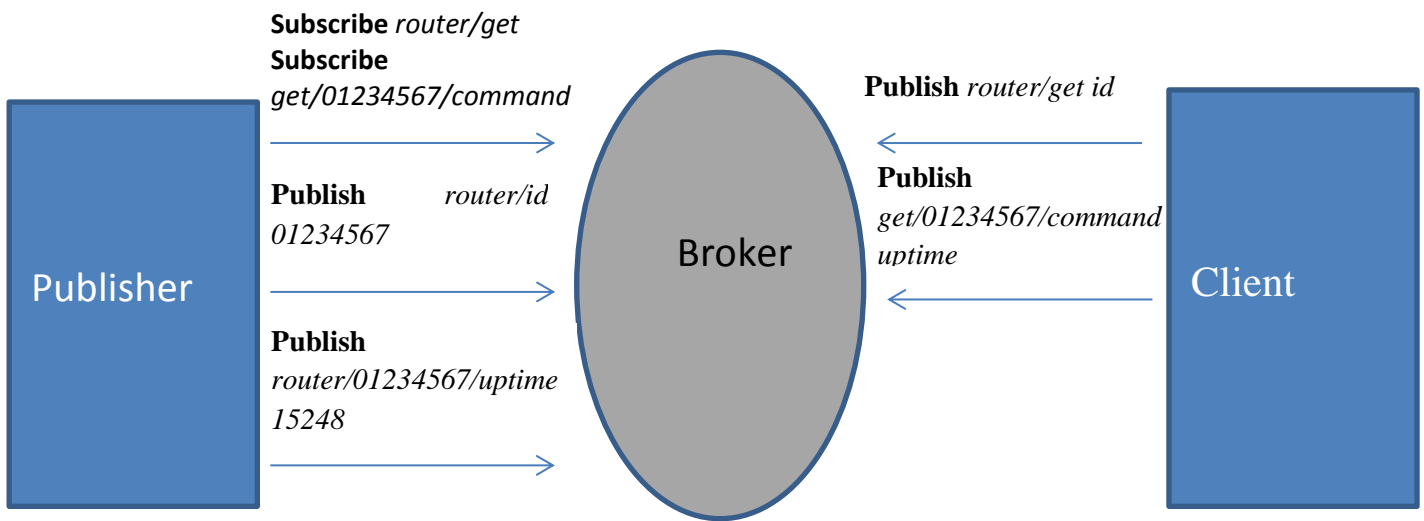 Subscribe router/get
Subscribe
get/01234567/command
Publish router/id
01234567
Publisher
Publish
router/01234567/uptime
15248
Broker
Publish router/get id
Publish
get/01234567/command
uptime
Client